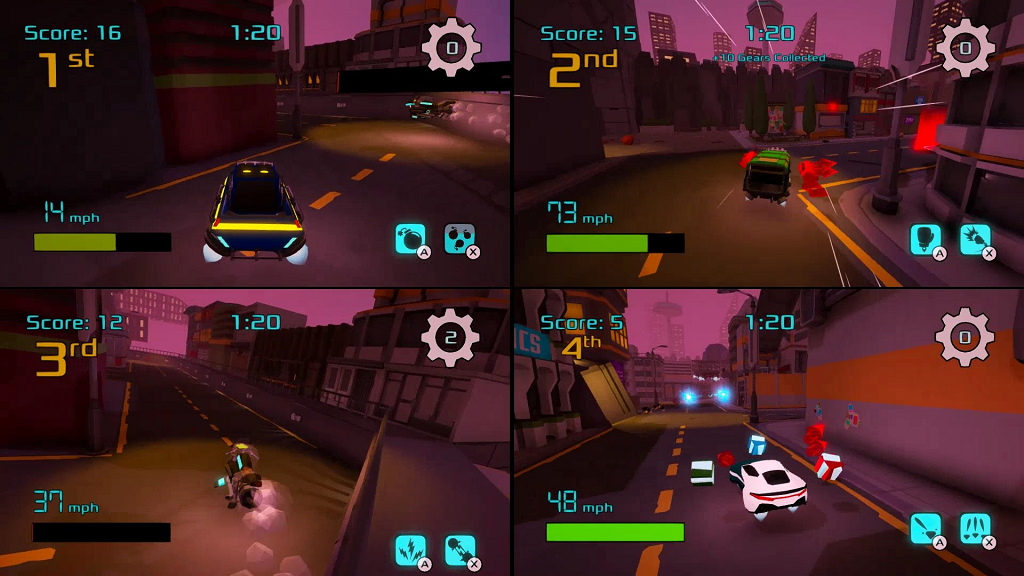 Score: 16
1:20
0
1st
14 mph
A
X
Score: 15
1:20
0
+10 Gears Collected
2nd
73 mph
A
X
Score: 12
1:20
2
3rd
37 mph
A
X
Score: 5
1:20
0
4th
CS
48 mph
A
X